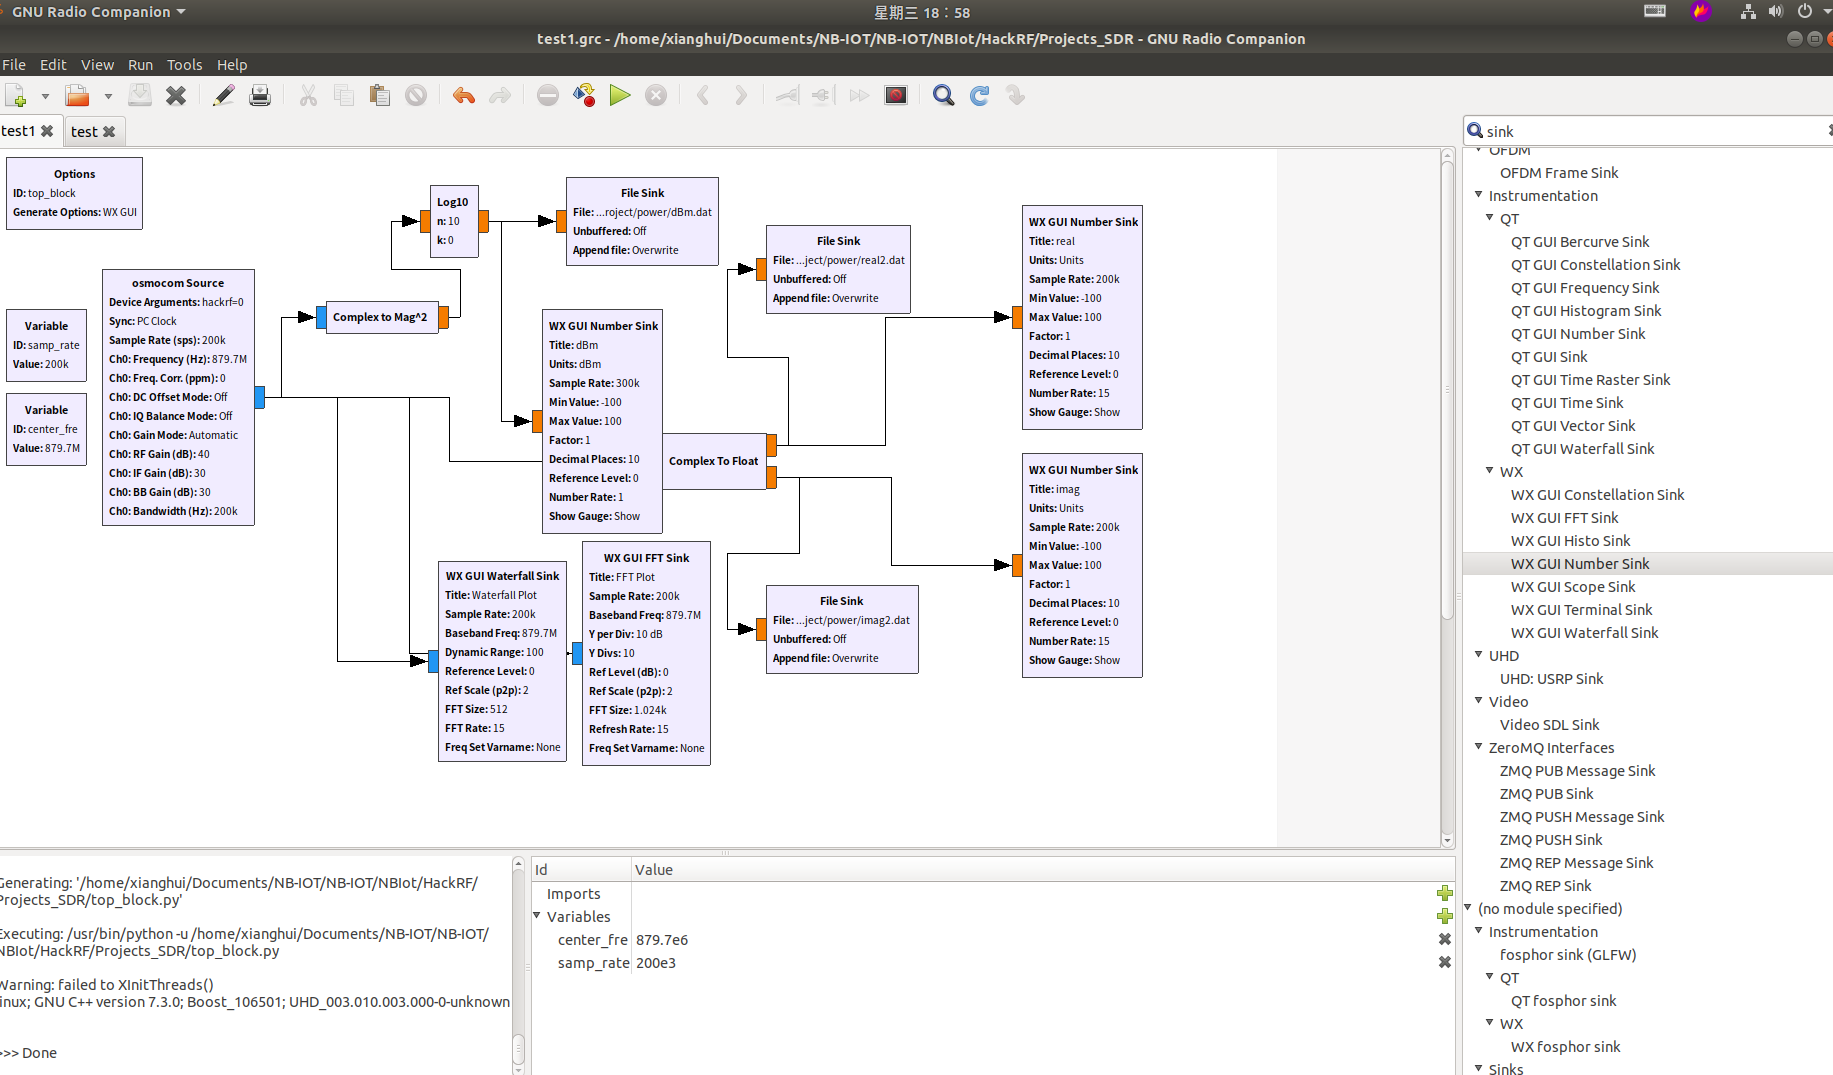 GNU Radio Companion
星期三 18：58
test1.grc - /home/xianghui/Documents/NB-IOT/NB-IOT/NBIot/HackRF/Projects_SDR - GNU Radio Companion
File Edit View Run Tools Help
test1
test
sink
Options
ID: top_block
Generate Options: WX GUI
Variable
ID: samp_rate
Value: 200k
Variable
ID: center_fre
Value: 879.7M
osmocom Source
Device Arguments: hackrf=0
Sync: PC Clock
Sample Rate (sps): 200k
Ch0: Frequency (Hz): 879.7M
Ch0: Freq. Corr. (ppm): 0
Ch0: DC Offset Mode: Off
Ch0: IQ Balance Mode: Off
Ch0: Gain Mode: Automatic
Ch0: RF Gain (dB): 40
Ch0: IF Gain (dB): 30
Ch0: BB Gain (dB): 30
Ch0: Bandwidth (Hz): 200k
Complex to Mag^2
Log10
n: 10
k: 0
File Sink
File: ...roject/power/dBm.dat
Unbuffered: Off
Append file: Overwrite
WX GUI Number Sink
Title: dBm
Units: dBm
Sample Rate: 300k
Min Value: -100
Max Value: 100
Factor: 1
Decimal Places: 10
Reference Level: 0
Number Rate: 1
Show Gauge: Show
Complex To Float
File Sink
File: ...ject/power/real2.dat
Unbuffered: Off
Append file: Overwrite
WX GUI Number Sink
Title: real
Units: Units
Sample Rate: 200k
Min Value: -100
Max Value: 100
Factor: 1
Decimal Places: 10
Reference Level: 0
Number Rate: 15
Show Gauge: Show
WX GUI Number Sink
Title: imag
Units: Units
Sample Rate: 200k
Min Value: -100
Max Value: 100
Factor: 1
Decimal Places: 10
Reference Level: 0
Number Rate: 15
Show Gauge: Show
File Sink
File: ...ject/power/imag2.dat
Unbuffered: Off
Append file: Overwrite
WX GUI Waterfall Sink
Title: Waterfall Plot
Sample Rate: 200k
Baseband Freq: 879.7M
Dynamic Range: 100
Reference Level: 0
Ref Scale (p2p): 2
FFT Size: 512
FFT Rate: 15
Freq Set Varname: None
WX GUI FFT Sink
Title: FFT Plot
Sample Rate: 200k
Baseband Freq: 879.7M
Y per Div: 10 dB
Y Divs: 10
Ref Level (dB): 0
Ref Scale (p2p): 2
FFT Size: 1.024k
Refresh Rate: 15
Freq Set Varname: None
OFDM
OFDM Frame Sink
Instrumentation
QT
QT GUI Bercurve Sink
QT GUI Constellation Sink
QT GUI Frequency Sink
QT GUI Histogram Sink
QT GUI Number Sink
QT GUI Sink
QT GUI Time Raster Sink
QT GUI Time Sink
QT GUI Vector Sink
QT GUI Waterfall Sink
WX
WX GUI Constellation Sink
WX GUI FFT Sink
WX GUI Histo Sink
WX GUI Number Sink
WX GUI Scope Sink
WX GUI Terminal Sink
WX GUI Waterfall Sink
UHD
UHD: USRP Sink
Video
Video SDL Sink
ZeroMQ Interfaces
ZMQ PUB Message Sink
ZMQ PUB Sink
ZMQ PUSH Message Sink
ZMQ PUSH Sink
ZMQ REP Message Sink
ZMQ REP Sink
(no module specified)
Instrumentation
fosphor sink (GLFW)
QT
QT fosphor sink
WX
WX fosphor sink
Sinks
Generating: '/home/xianghui/Documents/NB-IOT/NB-IOT/NBIot/HackRF/
Projects_SDR/top_block.py'
Executing: /usr/bin/python -u /home/xianghui/Documents/NB-IOT/NB-IOT/
NBIot/HackRF/Projects_SDR/top_block.py
Warning: failed to XInitThreads()
linux; GNU C++ version 7.3.0; Boost_106501; UHD_003.010.003.000-0-unknown
>>> Done
Id Value
Imports
Variables
center_fre 879.7e6
samp_rate 200e3